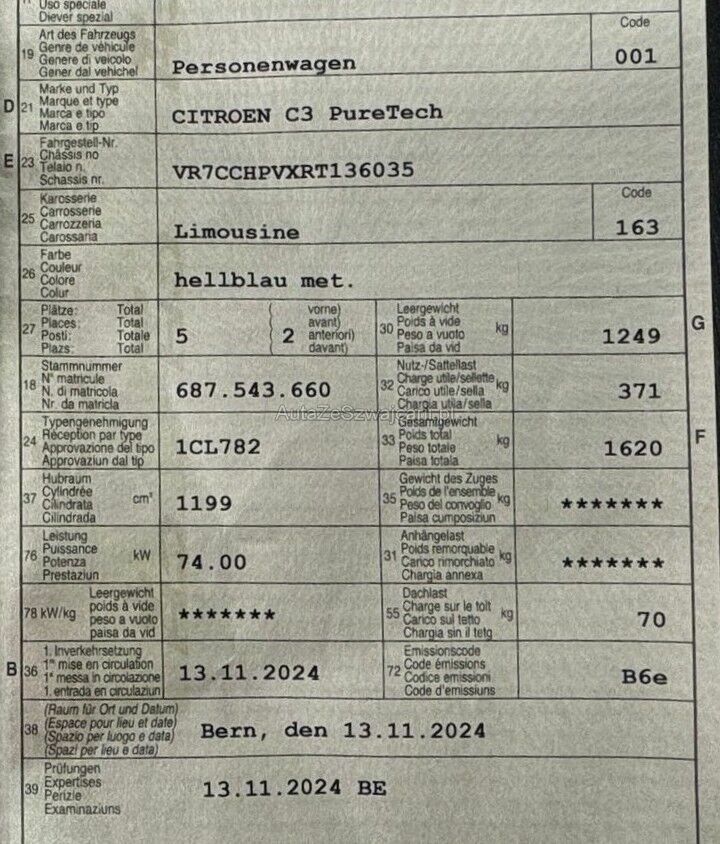 Uso speciale
Diever spezial
19 Art des Fahrzeugs
Genre de véhicule
Genere di veicolo
Gener dal vehichel
Personenwagen
Code
001
D 21 Marke und Typ
Marque et type
Marca e tipo
Marca e tip
CITROEN C3 PureTech
E 23 Fahrgestell-Nr.
Châssis no
Telaio n.
Schassis nr.
VR7CCHPVXRT136035
25 Karosserie
Carrosserie
Carrozzeria
Carossaria
Limousine
Code
163
26 Farbe
Couleur
Colore
Colur
hellblau met.
27 Plätze: Total
Places: Total
Posti: Totale
Plazs: Total
5
( vorne)
2 avant)
anteriori)
( davant)
30 Leergewicht
Poids à vide
Peso a vuoto
Paisa da vid
kg
1249
G
18 Stammnummer
N° matricule
N. di matricola
Nr. da matricla
687.543.660
32 Nutz-/Sattellast
Charge utile/sellette
Carico utile/sella
Chargia utila/sella
kg
371
AutaZeSzwajcarii.pl
24 Typengenehmigung
Réception par type
Approvazione del tipo
Approvaziun dal tip
1CL782
33 Gesamtgewicht
Poids total
Peso totale
Paisa totala
kg
1620
F
37 Hubraum
Cylindrée
Cilindrata
Cilindrada
cm³
1199
35 Gewicht des Zuges
Poids de l'ensemble
Peso del convoglio
Paisa cumposiziun
kg
*******
76 Leistung
Puissance
Potenza
Prestaziun
kW
74.00
31 Anhängelast
Poids remorquable
Carico rimorchiato
Chargia annexa
kg
*******
78 kW/kg
Leergewicht
poids à vide
peso a vuoto
paisa da vid
*******
55 Dachlast
Charge sur le toit
Carico sul tetto
Chargia sin il tetg
kg
70
B 36 1. Inverkehrsetzung
1re mise en circulation
1a messa in circolazione
1. entrada en circulaziun
13.11.2024
72 Emissionscode
Code émissions
Codice emissioni
Code d'emissiuns
B6e
38 (Raum für Ort und Datum)
(Espace pour lieu et date)
(Spazio per luogo e data)
(Spazi per lieu e data)
Bern, den 13.11.2024
39 Prüfungen
Expertises
Perizie
Examinaziuns
13.11.2024 BE